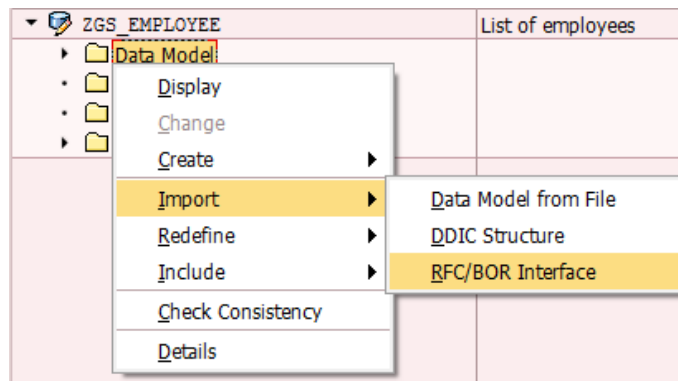 ZGS_EMPLOYEE List of employees
Data Model
Display
Change
Create
Import Data Model from File
Redefine DDIC Structure
Include RFC/BOR Interface
Check Consistency
Details